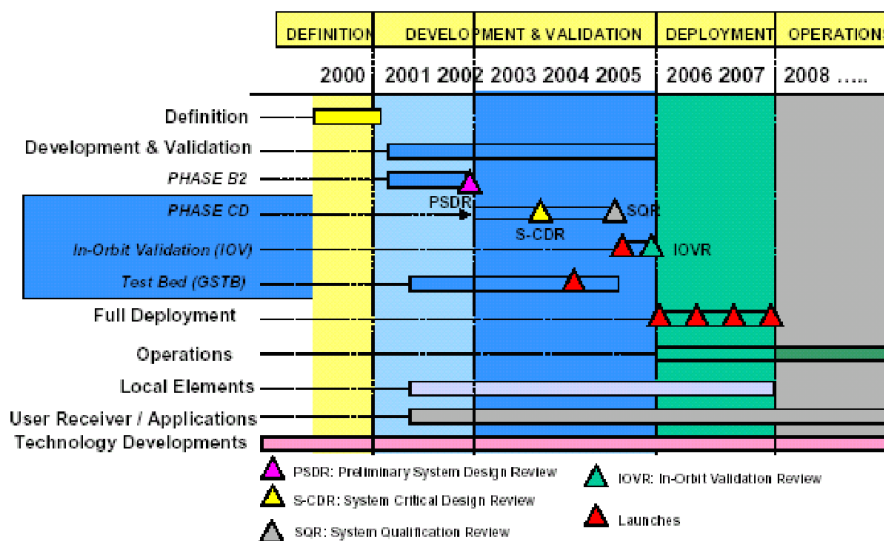 DEFINITION DEVELOPMENT & VALIDATION DEPLOYMENT OPERATIONS
2000 2001 2002 2003 2004 2005 2006 2007 2008 .....
Definition
Development & Validation
PHASE B2
PSDR
PHASE CD
SQR
S-CDR
In-Orbit Validation (IOV)
IOVR
Test Bed (GSTB)
Full Deployment
Operations
Local Elements
User Receiver / Applications
Technology Developments
PSDR: Preliminary System Design Review
IOVR: In-Orbit Validation Review
S-CDR: System Critical Design Review
Launches
SQR: System Qualification Review